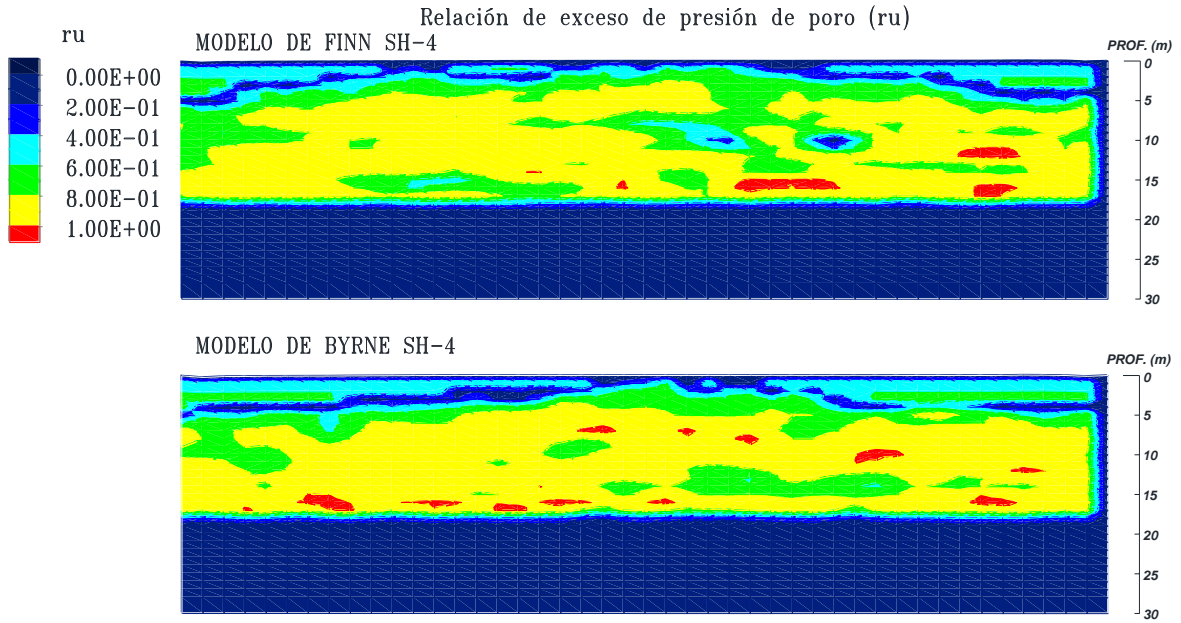 Relación de exceso de presión de poro (ru)
ru
MODELO DE FINN SH-4
PROF. (m)
0.00E+00
2.00E-01
4.00E-01
6.00E-01
8.00E-01
1.00E+00
0
5
10
15
20
25
30
MODELO DE BYRNE SH-4
PROF. (m)
0
5
10
15
20
25
30